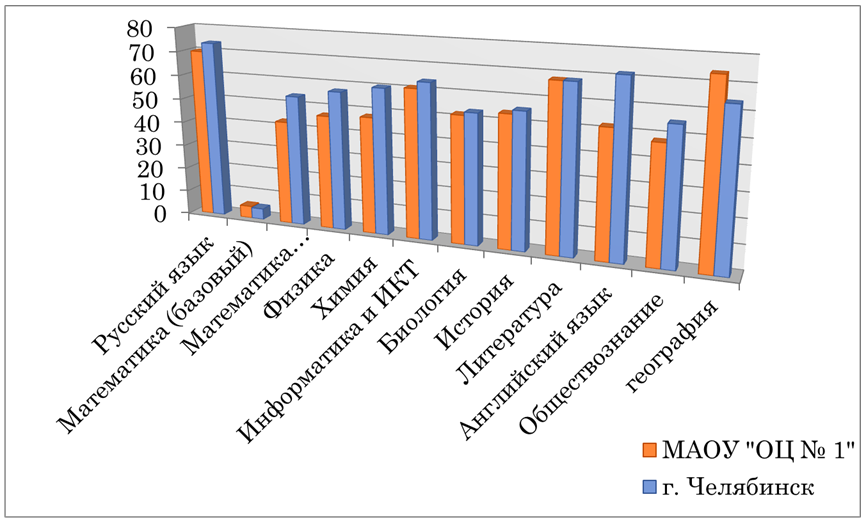 80
70
60
50
40
30
20
10
0
Русский язык
Математика (базовый)
Математика...
Физика
Химия
Информатика и ИКТ
Биология
История
Литература
Английский язык
Обществознание
география
МАОУ "ОЦ № 1"
г. Челябинск